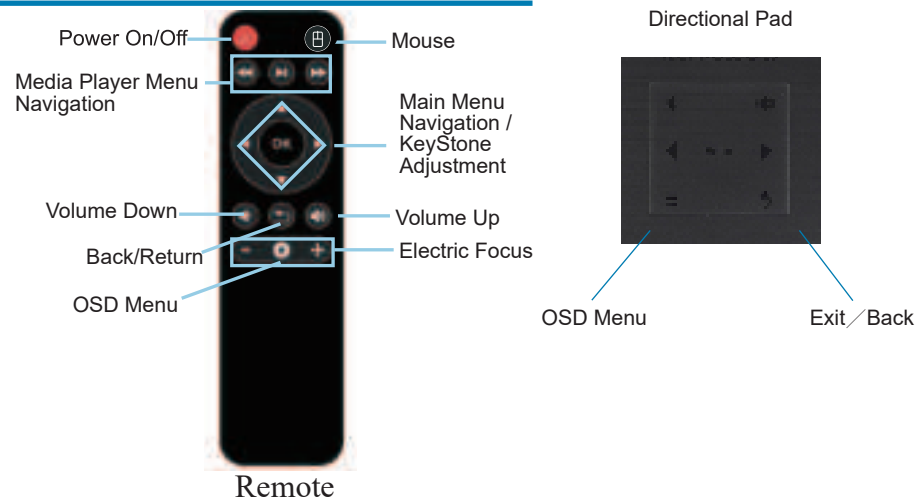 Directional Pad
Power On/Off
Mouse
Media Player Menu
Navigation
Main Menu
Navigation /
KeyStone
Adjustment
OK
Volume Down
Volume Up
Back/Return
Electric Focus
OSD Menu
OSD Menu
Exit／Back
Remote